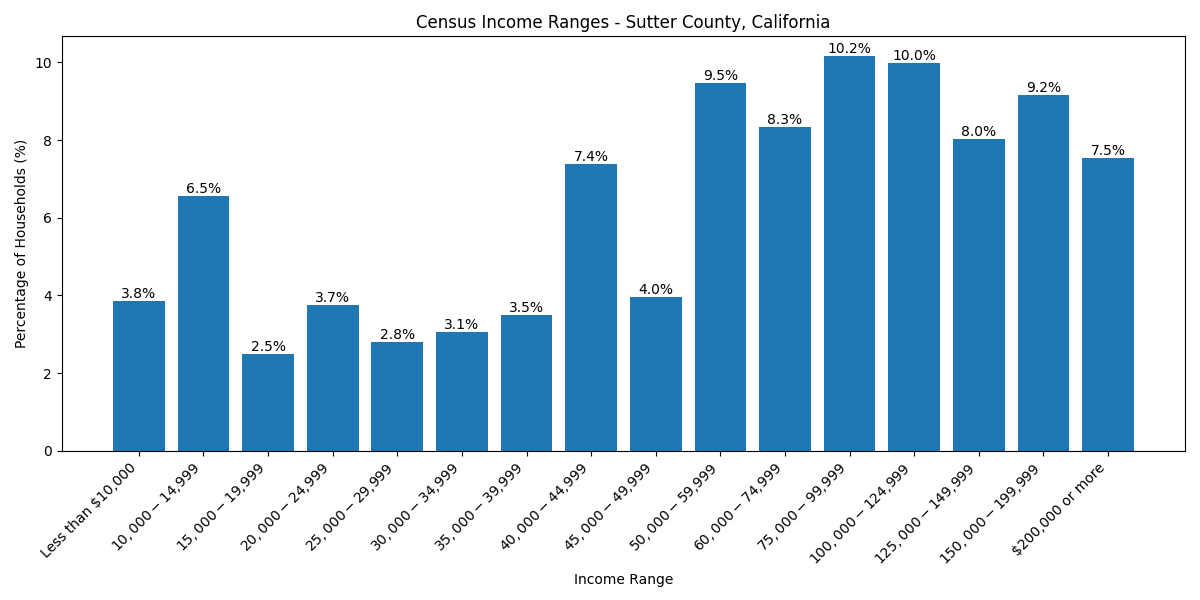 Census Income Ranges - Sutter County, California
Percentage of Households (%)
10
8
6
4
2
0
3.8%
6.5%
2.5%
3.7%
2.8%
3.1%
3.5%
7.4%
4.0%
9.5%
8.3%
10.2%
10.0%
8.0%
9.2%
7.5%
Less than $10,000
10,000 − 14,999
15,000 − 19,999
20,000 − 24,999
25,000 − 29,999
30,000 − 34,999
35,000 − 39,999
40,000 − 44,999
45,000 − 49,999
50,000 − 59,999
60,000 − 74,999
75,000 − 99,999
100,000 − 124,999
125,000 − 149,999
150,000 − 199,999
$200,000 or more
Income Range